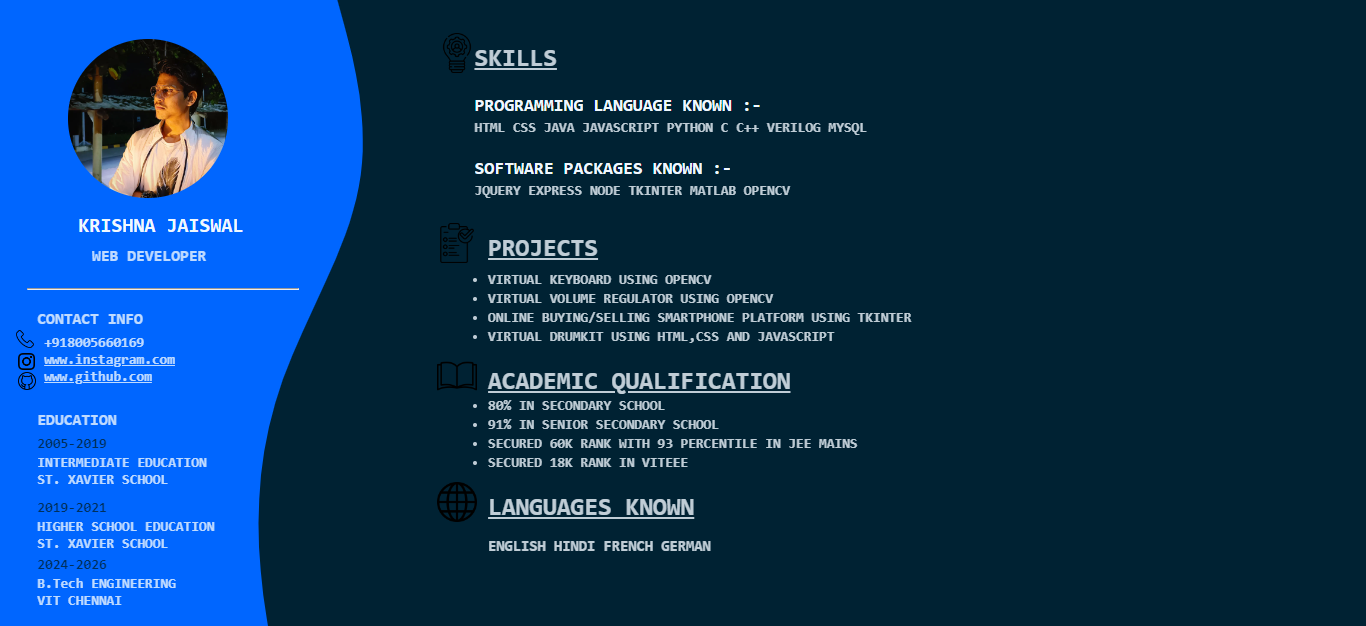 KRISHNA JAISWAL
WEB DEVELOPER
CONTACT INFO
+918005660169
www.instagram.com
www.github.com
EDUCATION
2005-2019
INTERMEDIATE EDUCATION
ST. XAVIER SCHOOL
2019-2021
HIGHER SCHOOL EDUCATION
ST. XAVIER SCHOOL
2024-2026
B.Tech ENGINEERING
VIT CHENNAI
SKILLS
PROGRAMMING LANGUAGE KNOWN :-
HTML CSS JAVA JAVASCRIPT PYTHON C C++ VERILOG MYSQL
SOFTWARE PACKAGES KNOWN :-
JQUERY EXPRESS NODE TKINTER MATLAB OPENCV
PROJECTS
• VIRTUAL KEYBOARD USING OPENCV
• VIRTUAL VOLUME REGULATOR USING OPENCV
• ONLINE BUYING/SELLING SMARTPHONE PLATFORM USING TKINTER
• VIRTUAL DRUMKIT USING HTML,CSS AND JAVASCRIPT
ACADEMIC QUALIFICATION
• 80% IN SECONDARY SCHOOL
• 91% IN SENIOR SECONDARY SCHOOL
• SECURED 60K RANK WITH 93 PERCENTILE IN JEE MAINS
• SECURED 18K RANK IN VITEEE
LANGUAGES KNOWN
ENGLISH HINDI FRENCH GERMAN